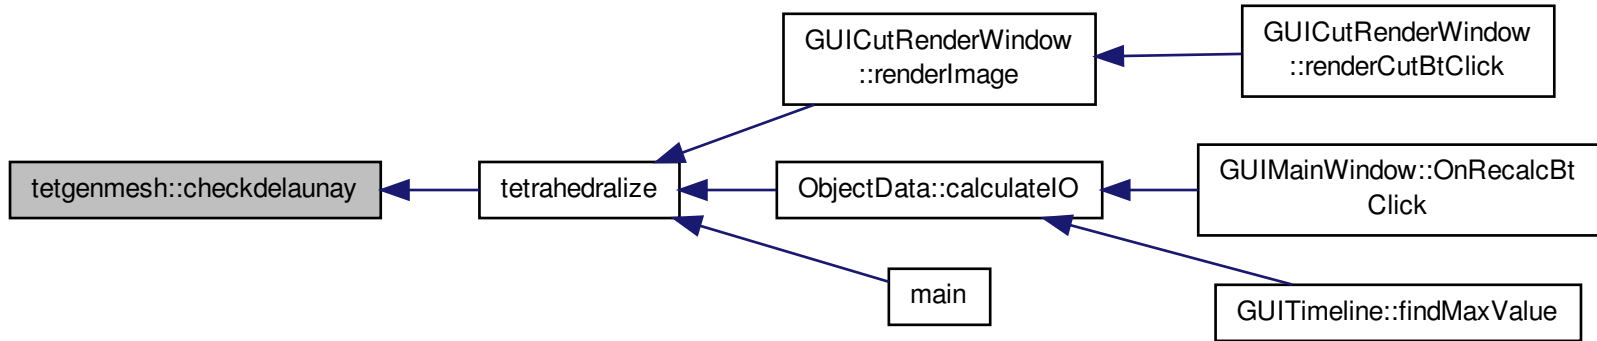 GUICutRenderWindow
::renderImage
GUICutRenderWindow
::renderCutBtClick
tetgenmesh::checkdelaunay
tetrahedralize
ObjectData::calculateIO
GUIMainWindow::OnRecalcBt
Click
main
GUITimeline::findMaxValue